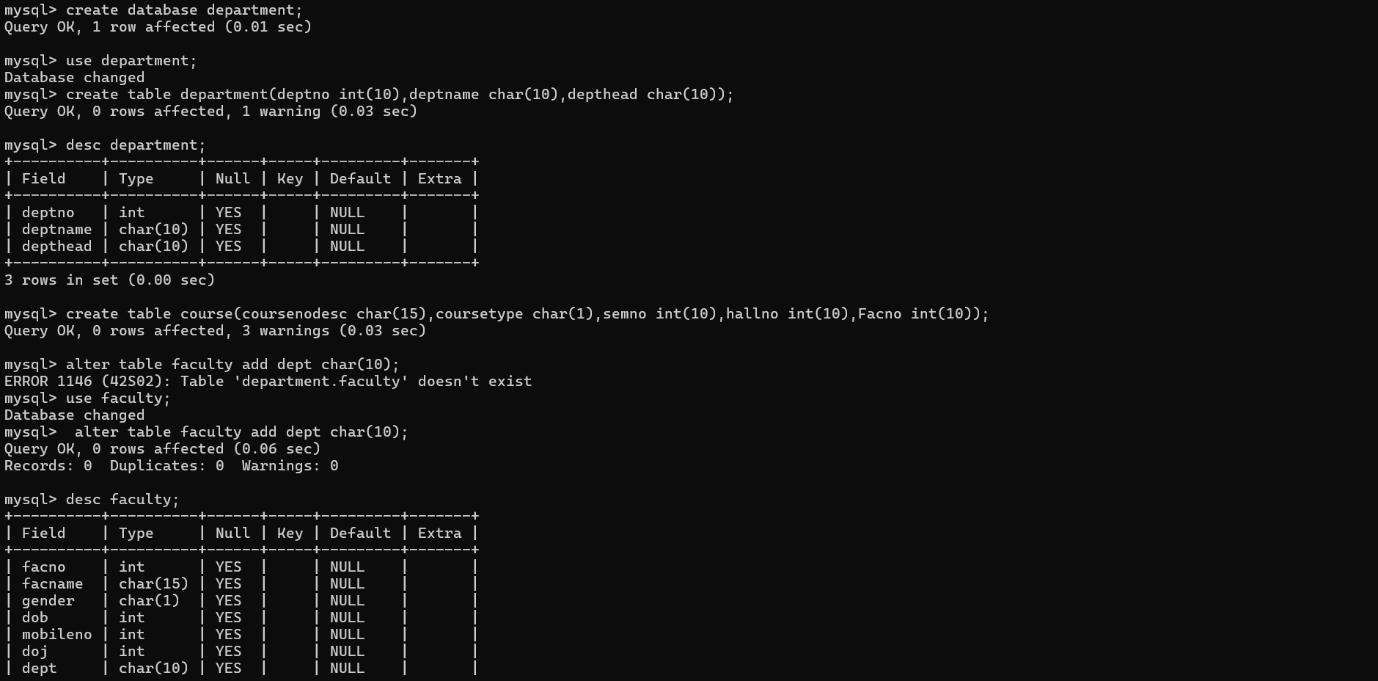 mysql> create database department;
Query OK, 1 row affected (0.01 sec)

mysql> use department;
Database changed
mysql> create table department(deptno int(10),deptname char(10),depthead char(10));
Query OK, 0 rows affected, 1 warning (0.03 sec)

mysql> desc department;
+----------+----------+------+-----+---------+-------+
| Field    | Type     | Null | Key | Default | Extra |
+----------+----------+------+-----+---------+-------+
| deptno   | int      | YES  |     | NULL    |       |
| deptname | char(10) | YES  |     | NULL    |       |
| depthead | char(10) | YES  |     | NULL    |       |
+----------+----------+------+-----+---------+-------+
3 rows in set (0.00 sec)

mysql> create table course(coursenodesc char(15),coursetype char(1),semno int(10),hallno int(10),Facno int(10));
Query OK, 0 rows affected, 3 warnings (0.03 sec)

mysql> alter table faculty add dept char(10);
ERROR 1146 (42S02): Table 'department.faculty' doesn't exist
mysql> use faculty;
Database changed
mysql>  alter table faculty add dept char(10);
Query OK, 0 rows affected (0.06 sec)
Records: 0  Duplicates: 0  Warnings: 0

mysql> desc faculty;
+----------+----------+------+-----+---------+-------+
| Field    | Type     | Null | Key | Default | Extra |
+----------+----------+------+-----+---------+-------+
| facno    | int      | YES  |     | NULL    |       |
| facname  | char(15) | YES  |     | NULL    |       |
| gender   | char(1)  | YES  |     | NULL    |       |
| dob      | int      | YES  |     | NULL    |       |
| mobileno | int      | YES  |     | NULL    |       |
| doj      | int      | YES  |     | NULL    |       |
| dept     | char(10) | YES  |     | NULL    |       |